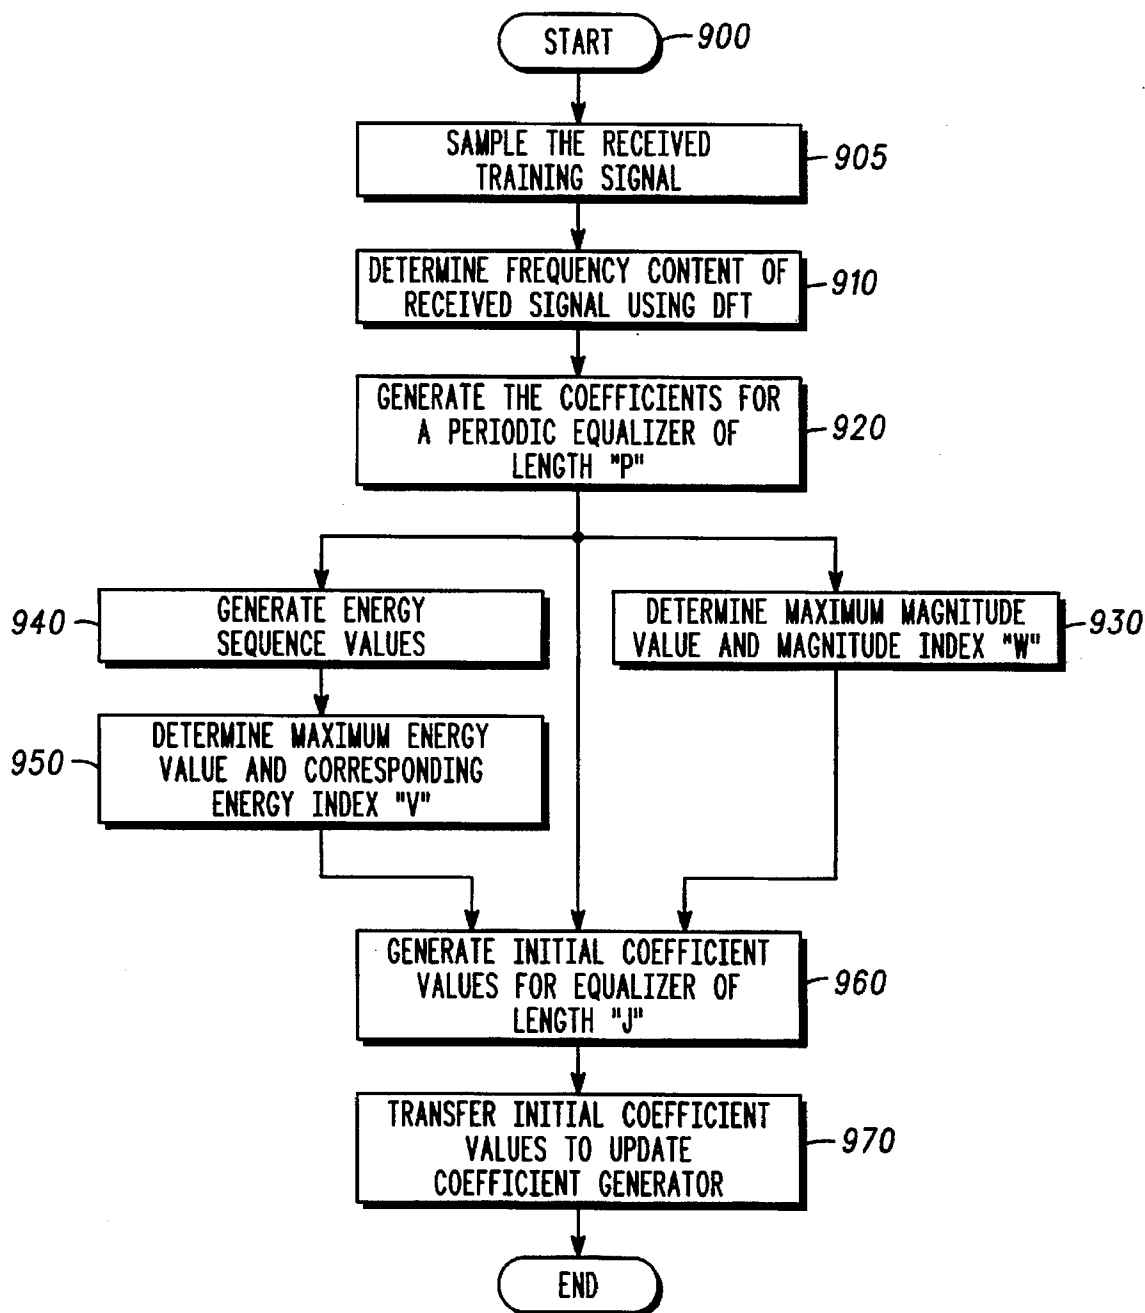 START
900
SAMPLE THE RECEIVED
TRAINING SIGNAL
905
DETERMINE FREQUENCY CONTENT OF
RECEIVED SIGNAL USING DFT
910
GENERATE THE COEFFICIENTS FOR
A PERIODIC EQUALIZER OF
LENGTH "P"
920
940
GENERATE ENERGY
SEQUENCE VALUES
DETERMINE MAXIMUM MAGNITUDE
VALUE AND MAGNITUDE INDEX "W"
930
950
DETERMINE MAXIMUM ENERGY
VALUE AND CORRESPONDING
ENERGY INDEX "V"
GENERATE INITIAL COEFFICIENT
VALUES FOR EQUALIZER OF
LENGTH "J"
960
TRANSFER INITIAL COEFFICIENT
VALUES TO UPDATE
COEFFICIENT GENERATOR
970
END